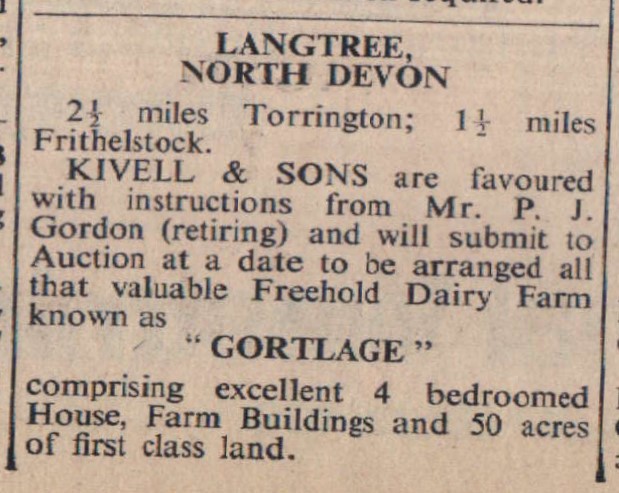 required.
LANGTREE,
NORTH DEVON
2½ miles Torrington; 1½ miles
Frithelstock.
KIVELL & SONS are favoured
with instructions from Mr. P. J.
Gordon (retiring) and will submit to
Auction at a date to be arranged all
that valuable Freehold Dairy Farm
known as
“ GORTLAGE ”
comprising excellent 4 bedroomed
House, Farm Buildings and 50 acres
of first class land.